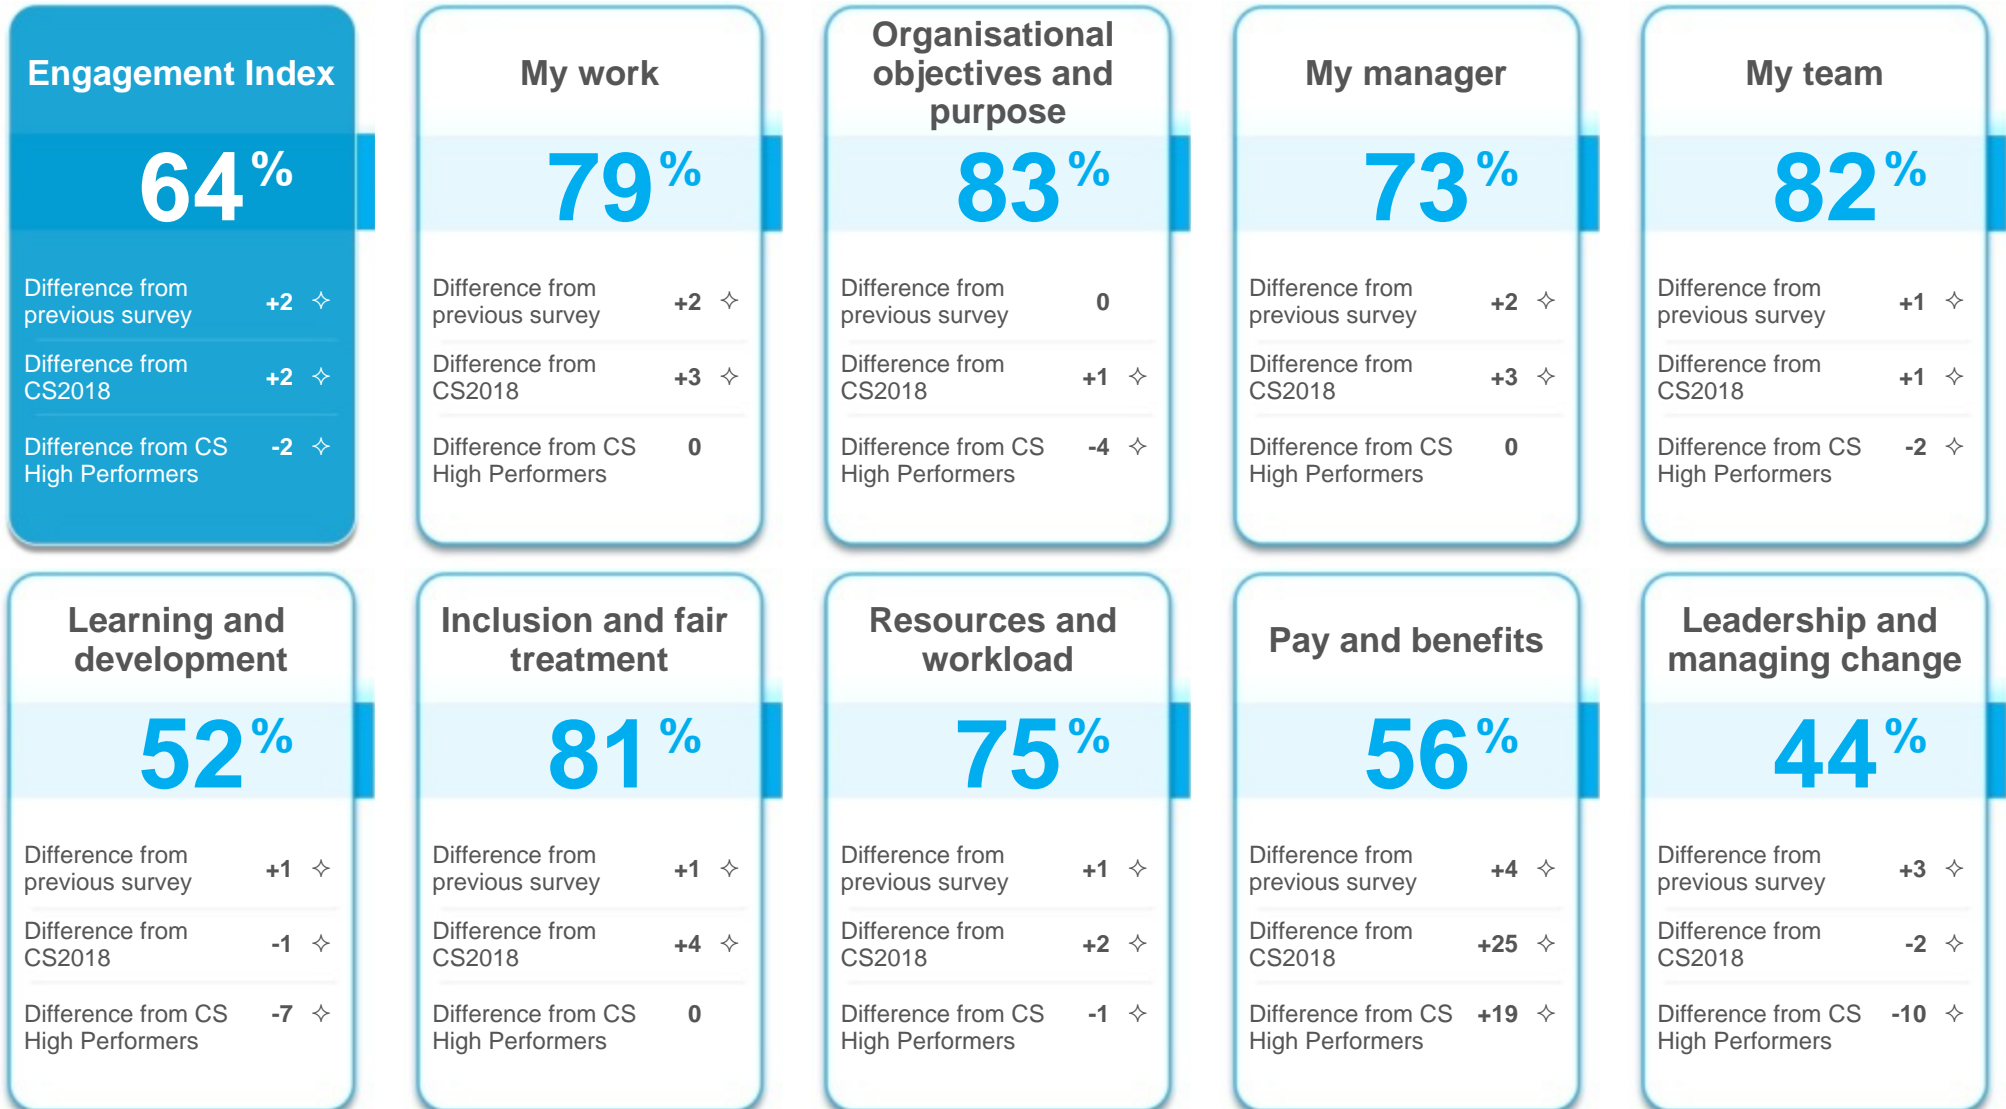 Engagement Index
64%
Difference from
previous survey
+2 ✧
Difference from
CS2018
+2 ✧
Difference from CS
High Performers
-2 ✧
My work
79%
Difference from
previous survey
+2 ✧
Difference from
CS2018
+3 ✧
Difference from CS
High Performers
0
Organisational
objectives and
purpose
83%
Difference from
previous survey
0
Difference from
CS2018
+1 ✧
Difference from CS
High Performers
-4 ✧
My manager
73%
Difference from
previous survey
+2 ✧
Difference from
CS2018
+3 ✧
Difference from CS
High Performers
0
My team
82%
Difference from
previous survey
+1 ✧
Difference from
CS2018
+1 ✧
Difference from CS
High Performers
-2 ✧
Learning and
development
52%
Difference from
previous survey
+1 ✧
Difference from
CS2018
-1 ✧
Difference from CS
High Performers
-7 ✧
Inclusion and fair
treatment
81%
Difference from
previous survey
+1 ✧
Difference from
CS2018
+4 ✧
Difference from CS
High Performers
0
Resources and
workload
75%
Difference from
previous survey
+1 ✧
Difference from
CS2018
+2 ✧
Difference from CS
High Performers
-1 ✧
Pay and benefits
56%
Difference from
previous survey
+4 ✧
Difference from
CS2018
+25 ✧
Difference from CS
High Performers
+19 ✧
Leadership and
managing change
44%
Difference from
previous survey
+3 ✧
Difference from
CS2018
-2 ✧
Difference from CS
High Performers
-10 ✧